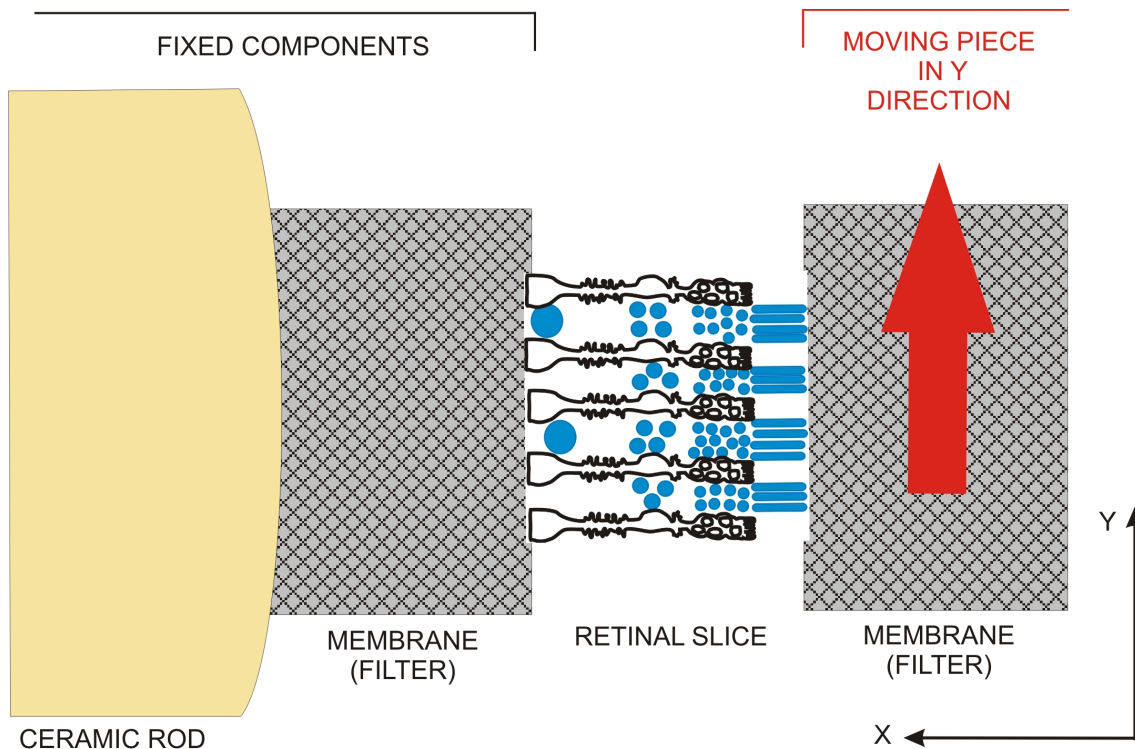 FIXED COMPONENTS
MOVING PIECE
IN Y
DIRECTION
MEMBRANE
(FILTER)
RETINAL SLICE
MEMBRANE
(FILTER)
CERAMIC ROD
Y
X